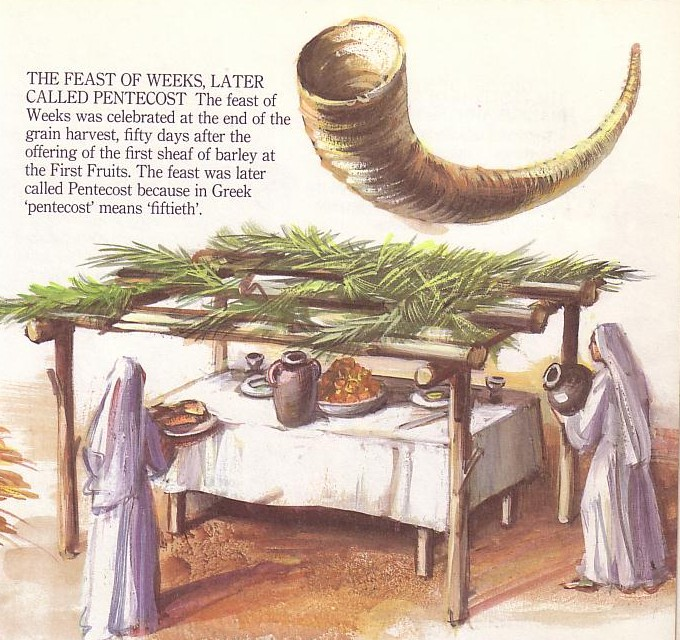 THE FEAST OF WEEKS, LATER
CALLED PENTECOST The feast of
Weeks was celebrated at the end of the
grain harvest, fifty days after the
offering of the first sheaf of barley at
the First Fruits. The feast was later
called Pentecost because in Greek
‘pentecost’ means ‘fiftieth’.